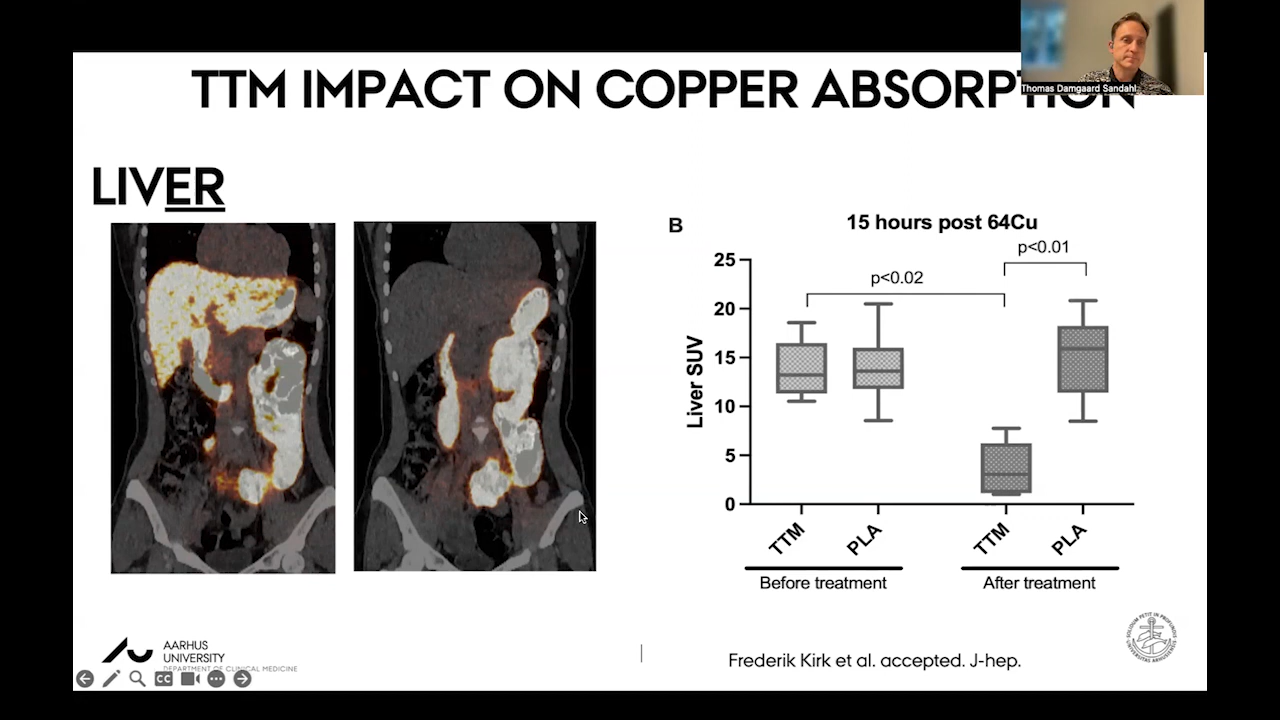 TTM IMPACT ON COPPER ABSORPTION
Thomas Damgaard Sandahl
LIVER
B
15 hours post 64Cu
p<0.01
p<0.02
25
20
15
10
5
0
Liver SUV
TTM
PLA
TTM
PLA
Before treatment
After treatment
AARHUS
UNIVERSITY
DEPARTMENT OF CLINICAL MEDICINE
CC
Frederik Kirk et al. accepted. J-hep.